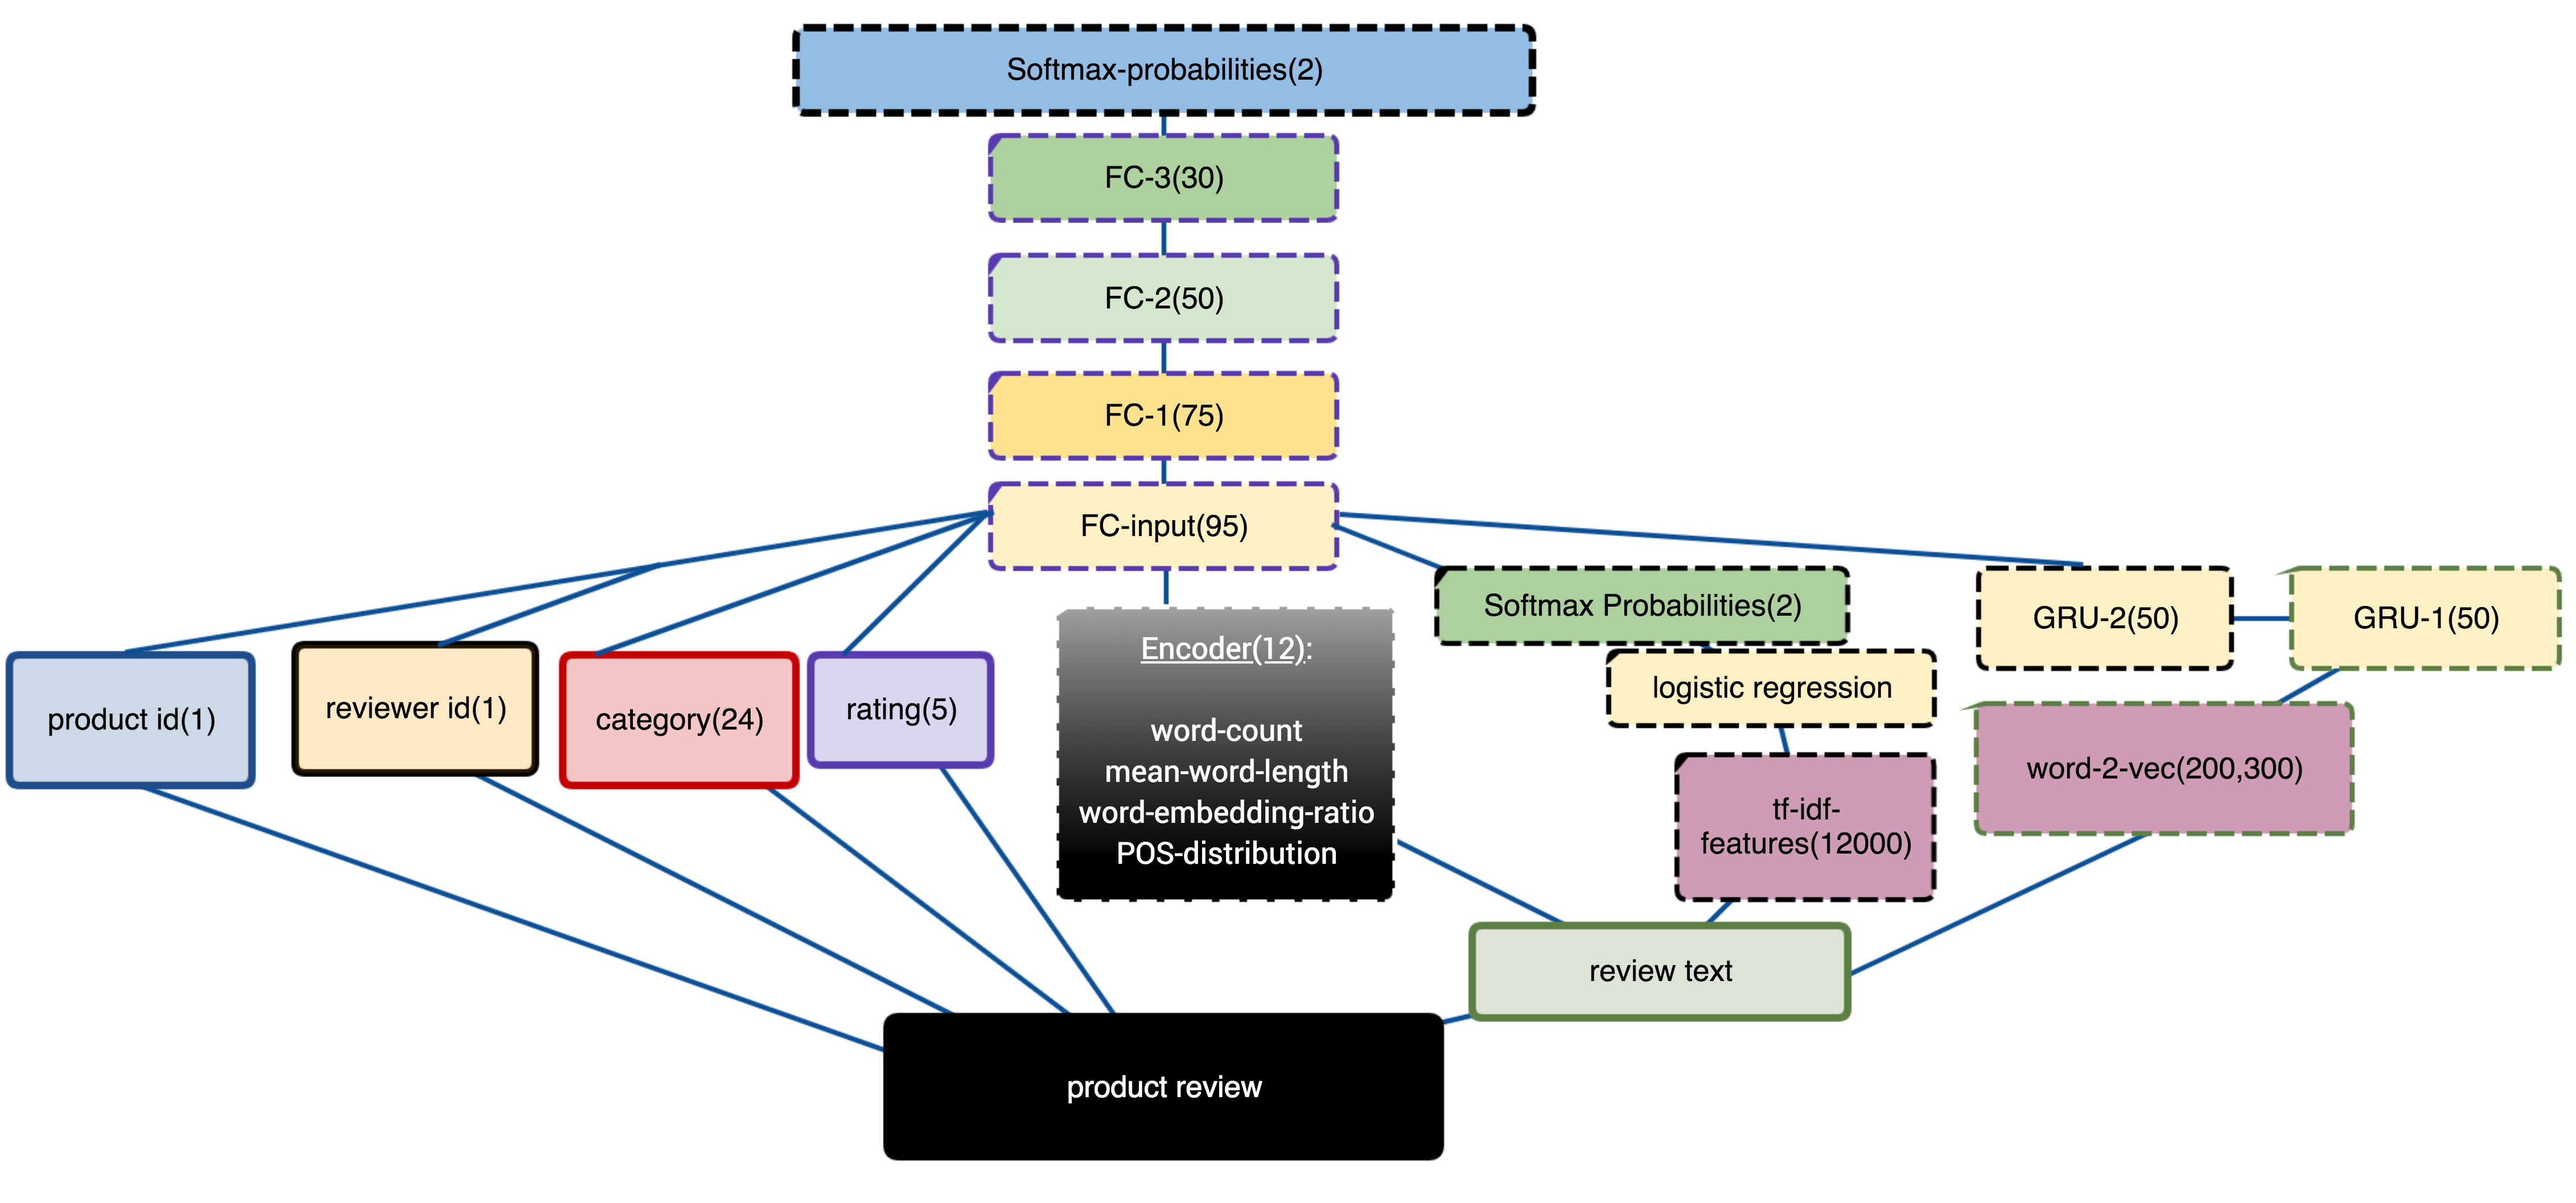 Softmax-probabilities(2)
FC-3(30)
FC-2(50)
FC-1(75)
FC-input(95)
product id(1)
reviewer id(1)
category(24)
rating(5)
Encoder(12):
word-count
mean-word-length
word-embedding-ratio
POS-distribution
Softmax Probabilities(2)
logistic regression
tf-idf-
features(12000)
GRU-2(50)
GRU-1(50)
word-2-vec(200,300)
review text
product review